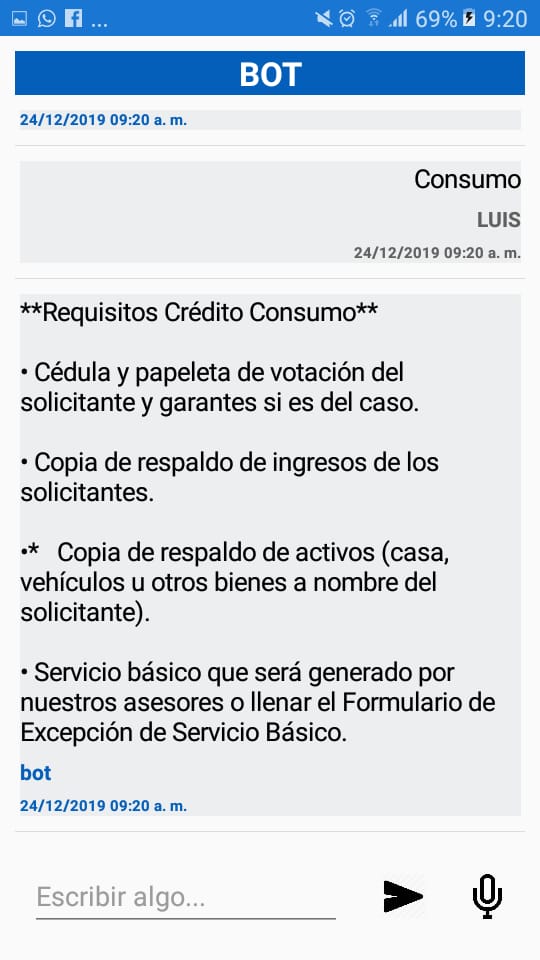 ... 69% 9:20
BOT
24/12/2019 09:20 a. m.
Consumo
LUIS
24/12/2019 09:20 a. m.
**Requisitos Crédito Consumo**
• Cédula y papeleta de votación del
solicitante y garantes si es del caso.
• Copia de respaldo de ingresos de los
solicitantes.
•*   Copia de respaldo de activos (casa,
vehículos u otros bienes a nombre del
solicitante).
• Servicio básico que será generado por
nuestros asesores o llenar el Formulario de
Excepción de Servicio Básico.
bot
24/12/2019 09:20 a. m.
Escribir algo...